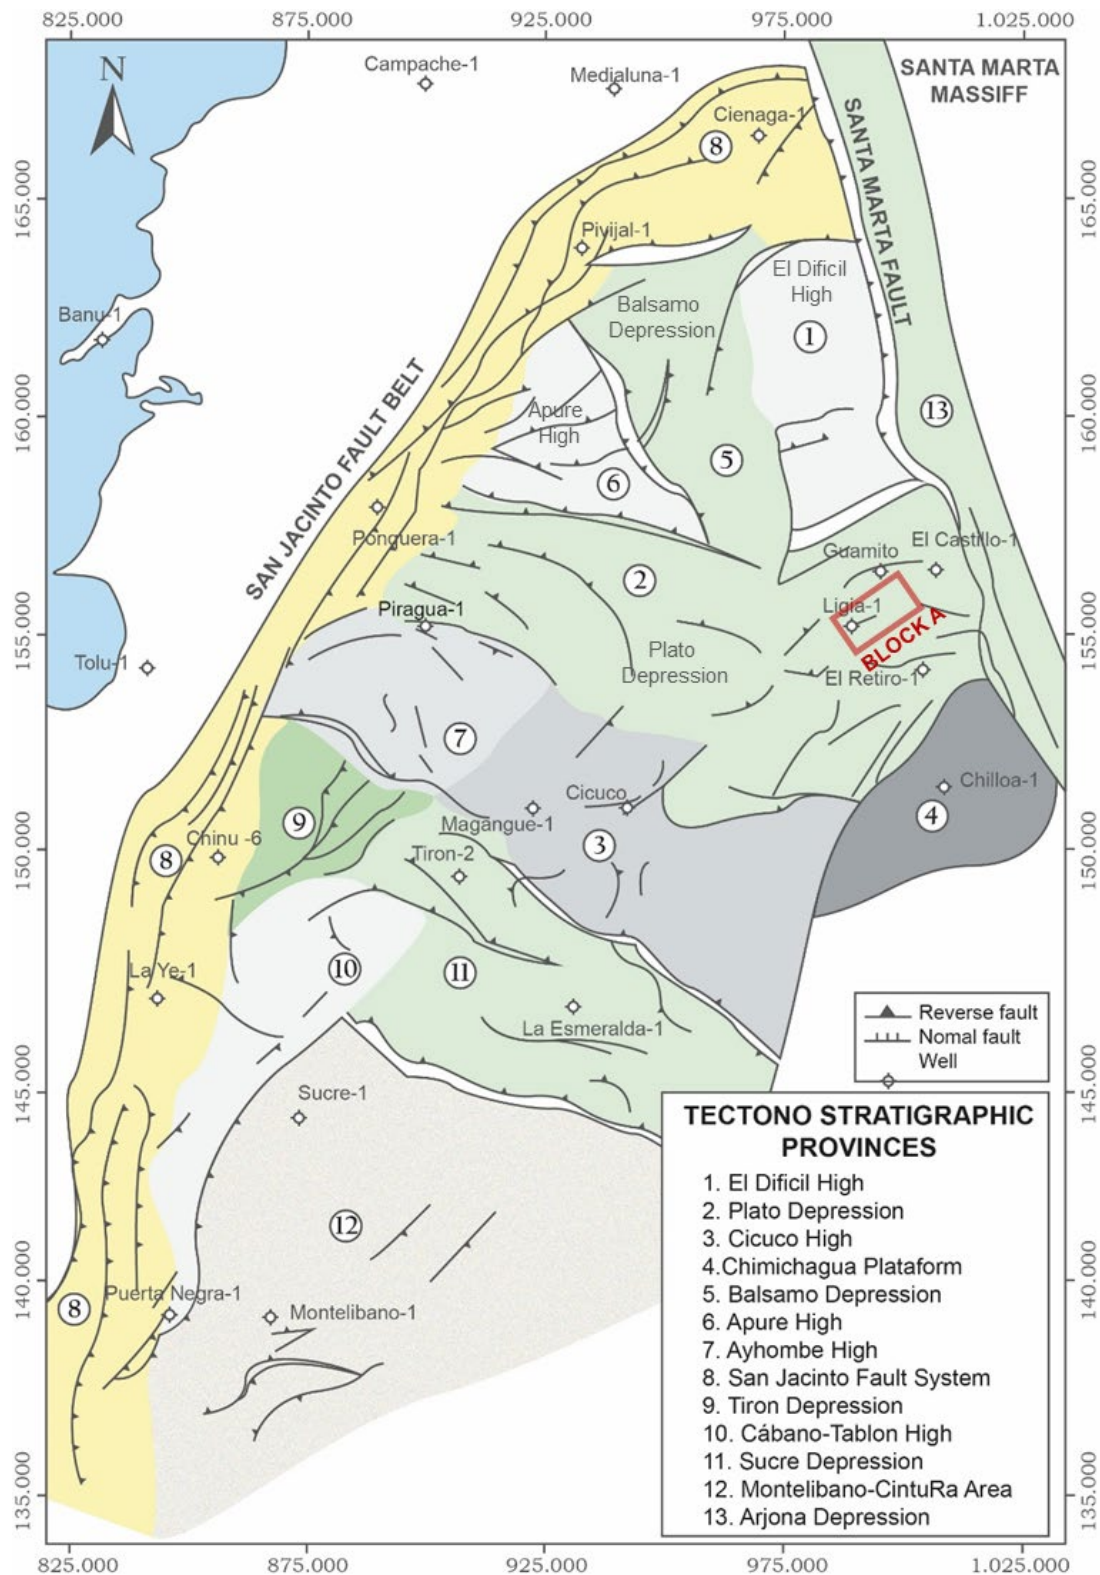 825.000
875.000
925.000
975.000
1.025.000
N
Campache-1
Medialuna-1
SANTA MARTA
MASSIFF
Cienaga-1
8
SANTA MARTA FAULT
165.000
165.000
Pivijal-1
El Dificil
High
Balsamo
Depression
1
Banu-1
SAN JACINTO FAULT BELT
160.000
160.000
Apure
High
13
5
6
Ponquera-1
Guamito
El Castillo-1
2
Piragua-1
Ligia-1
BLOCK A
155.000
155.000
Tolu-1
Plato
Depression
El Retiro-1
7
Cicuco
Chilloa-1
4
9
Magangue-1
3
Chinu -6
8
Tiron-2
150.000
150.000
10
11
La Ye-1
La Esmeralda-1
Reverse fault
Nomal fault
Well
145.000
145.000
Sucre-1
12
Puerta Negra-1
8
Montelibano-1
140.000
140.000
TECTONO STRATIGRAPHIC
PROVINCES
1. El Dificil High
2. Plato Depression
3. Cicuco High
4.Chimichagua Plataform
5. Balsamo Depression
6. Apure High
7. Ayhombe High
8. San Jacinto Fault System
9. Tiron Depression
10. Cábano-Tablon High
11. Sucre Depression
12. Montelibano-CintuRa Area
13. Arjona Depression
135.000
135.000
825.000
875.000
925.000
975.000
1.025.000